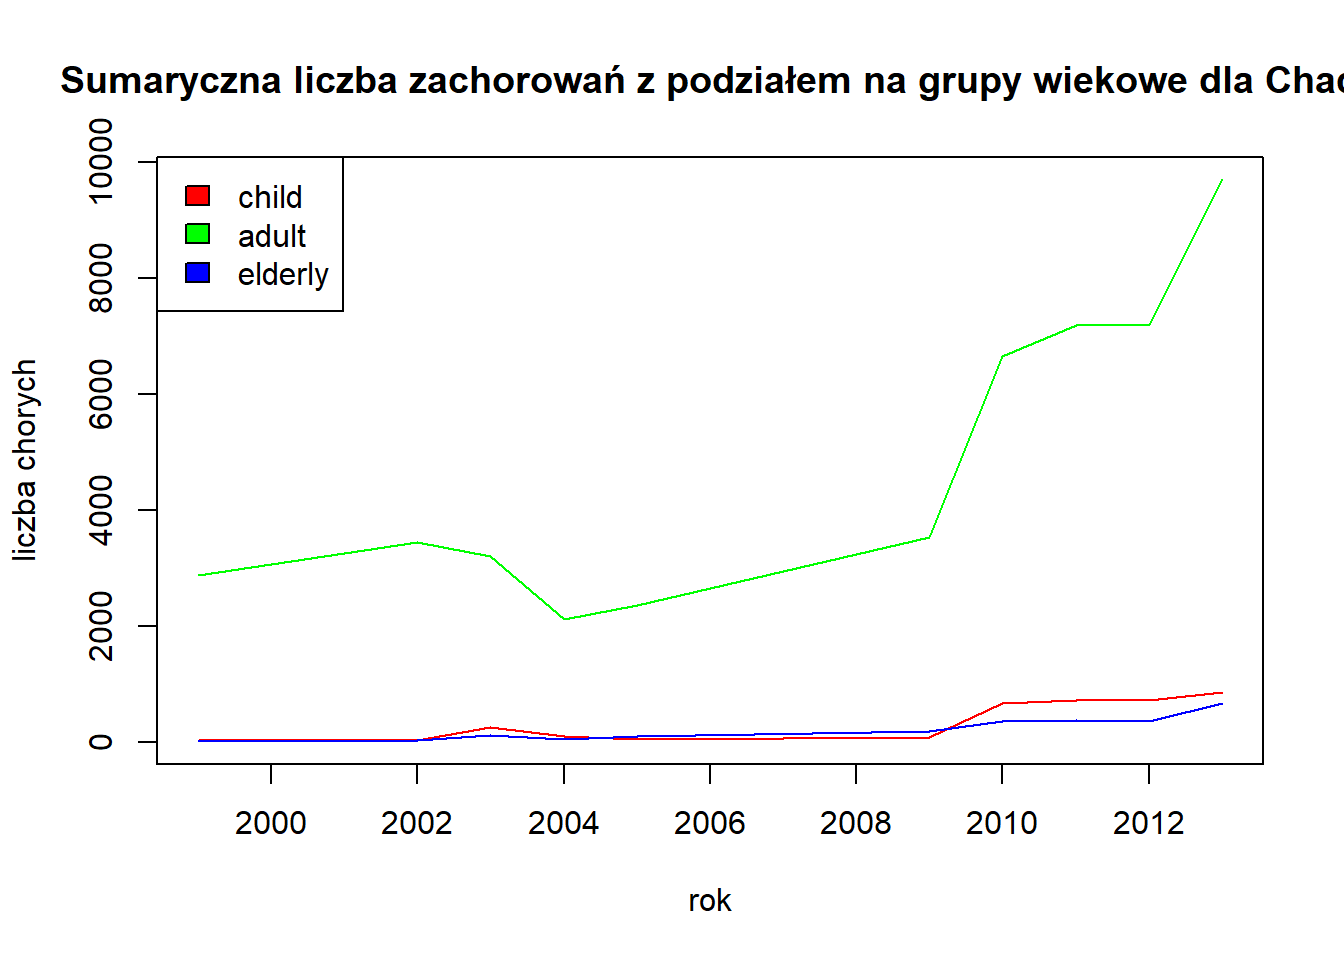 Sumaryczna liczba zachorowań z podziałem na grupy wiekowe dla Chad
child
adult
elderly
liczba chorych
10000
8000
6000
4000
2000
0
2000 2002 2004 2006 2008 2010 2012
rok